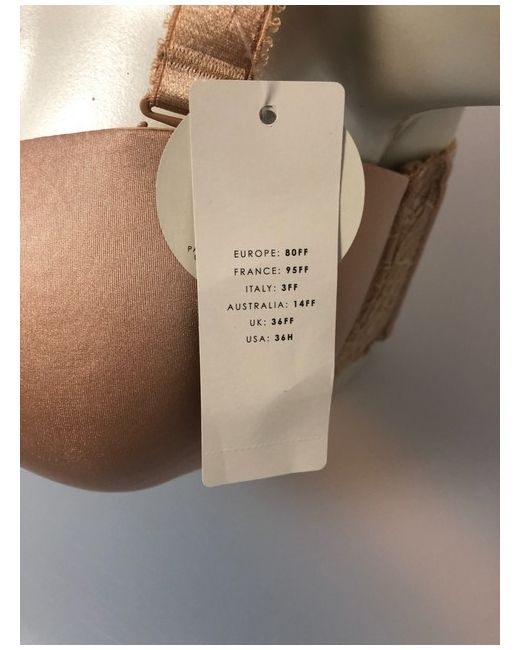 EUROPE: 80FF
FRANCE: 95FF
ITALY: 3FF
AUSTRALIA: 14FF
UK: 36FF
USA: 36H